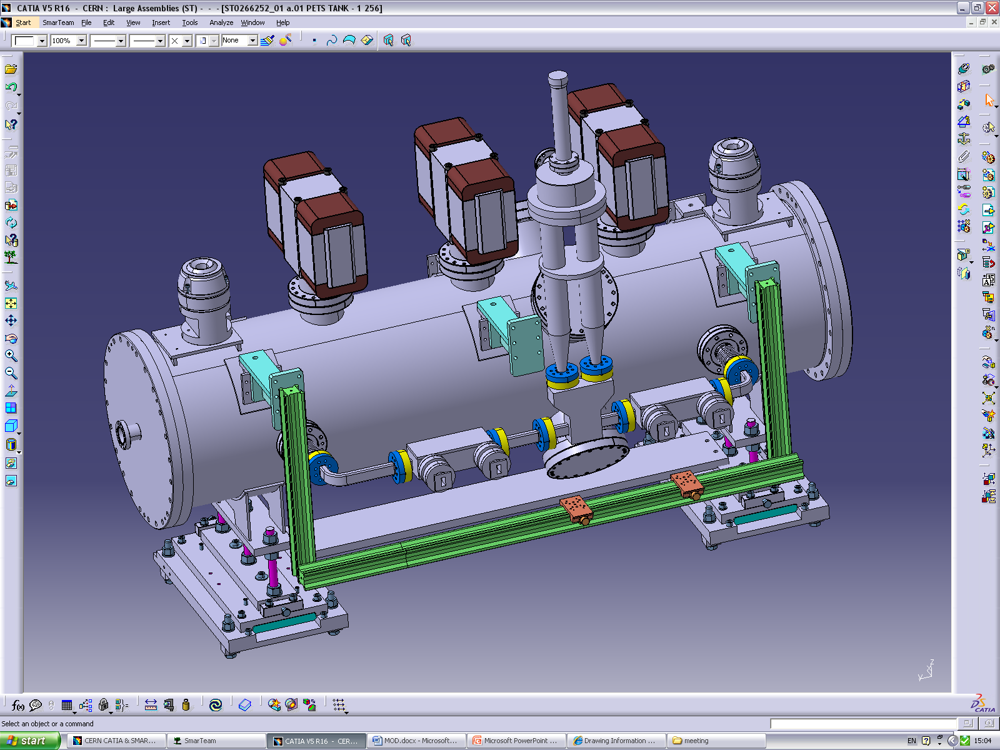 CATIA V5 R16 - CERN : Large Assemblies (ST) - - - [ST0266252_01 a.01 PETS TANK - 1 256]
Start SmarTeam File Edit View Insert Tools Analyze Window Help
100% None
z
x
y
f(x)
CATIA
Select an object or a command
start CERN CATIA & SMAR... SmarTeam CATIA V5 R16 - CER... MOD.docx - Microsoft... Microsoft PowerPoint ... Drawing Information ... meeting EN 15:04